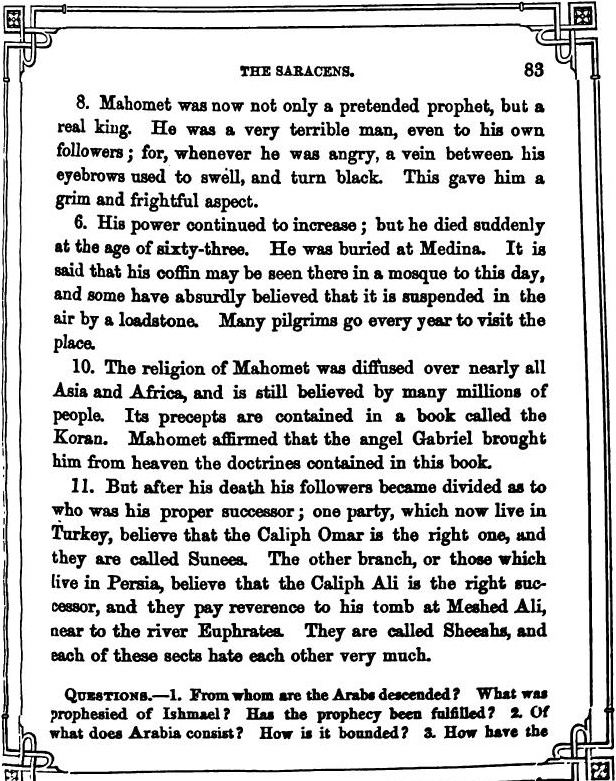 THE SARACENS. 83
8. Mahomet was now not only a pretended prophet, but a
real king. He was a very terrible man, even to his own
followers; for, whenever he was angry, a vein between his
eyebrows used to swell, and turn black. This gave him a
grim and frightful aspect.
6. His power continued to increase; but he died suddenly
at the age of sixty-three. He was buried at Medina. It is
said that his coffin may be seen there in a mosque to this day,
and some have absurdly believed that it is suspended in the
air by a loadstone. Many pilgrims go every year to visit the
place.
10. The religion of Mahomet was diffused over nearly all
Asia and Africa, and is still believed by many millions of
people. Its precepts are contained in a book called the
Koran. Mahomet affirmed that the angel Gabriel brought
him from heaven the doctrines contained in this book.
11. But after his death his followers became divided as to
who was his proper successor; one party, which now live in
Turkey, believe that the Caliph Omar is the right one, and
they are called Sunees. The other branch, or those which
live in Persia, believe that the Caliph Ali is the right suc-
cessor, and they pay reverence to his tomb at Meshed Ali,
near to the river Euphrates. They are called Sheeahs, and
each of these sects hate each other very much.
QUESTIONS.—1. From whom are the Arabs descended? What was
prophesied of Ishmael? Has the prophecy been fulfilled? 2. Of
what does Arabia consist? How is it bounded? 3. How have the